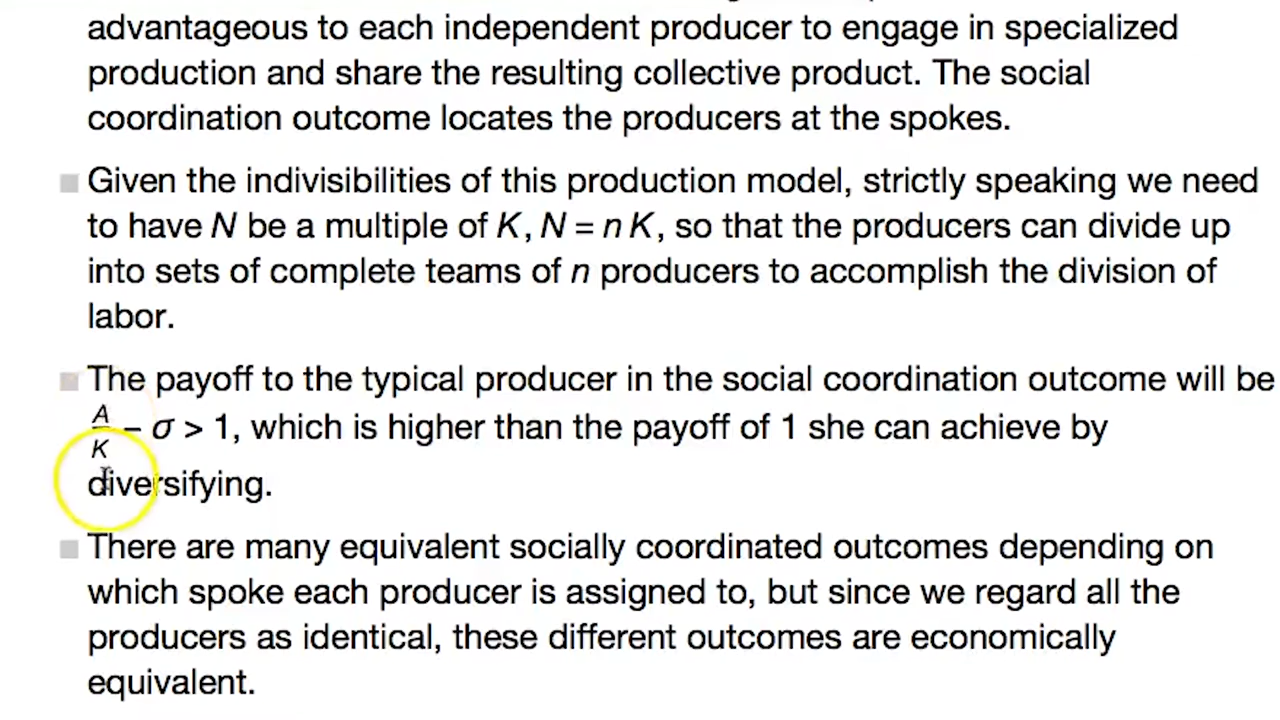 advantageous to each independent producer to engage in specialized
production and share the resulting collective product. The social
coordination outcome locates the producers at the spokes.
Given the indivisibilities of this production model, strictly speaking we need
to have N be a multiple of K, N = n K, so that the producers can divide up
into sets of complete teams of n producers to accomplish the division of
labor.
The payoff to the typical producer in the social coordination outcome will be
A/K − σ > 1, which is higher than the payoff of 1 she can achieve by
diversifying.
There are many equivalent socially coordinated outcomes depending on
which spoke each producer is assigned to, but since we regard all the
producers as identical, these different outcomes are economically
equivalent.